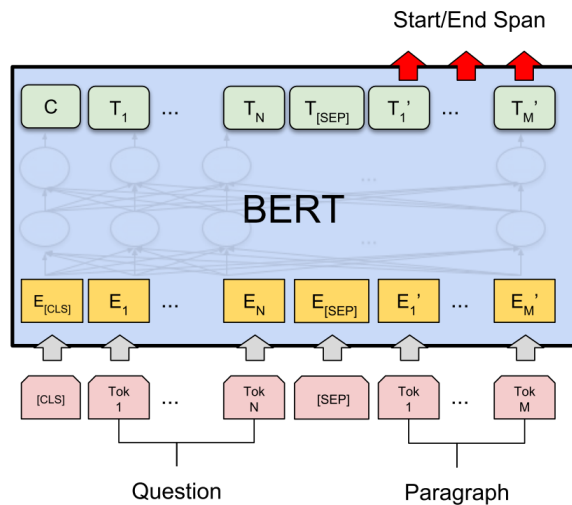 Start/End Span
C T1 ... TN T[SEP] T1’ ... TM’
...
BERT
...
E[CLS] E1 ... EN E[SEP] E1’ ... EM’
[CLS] Tok 1 ... Tok N [SEP] Tok 1 ... Tok M
Question Paragraph